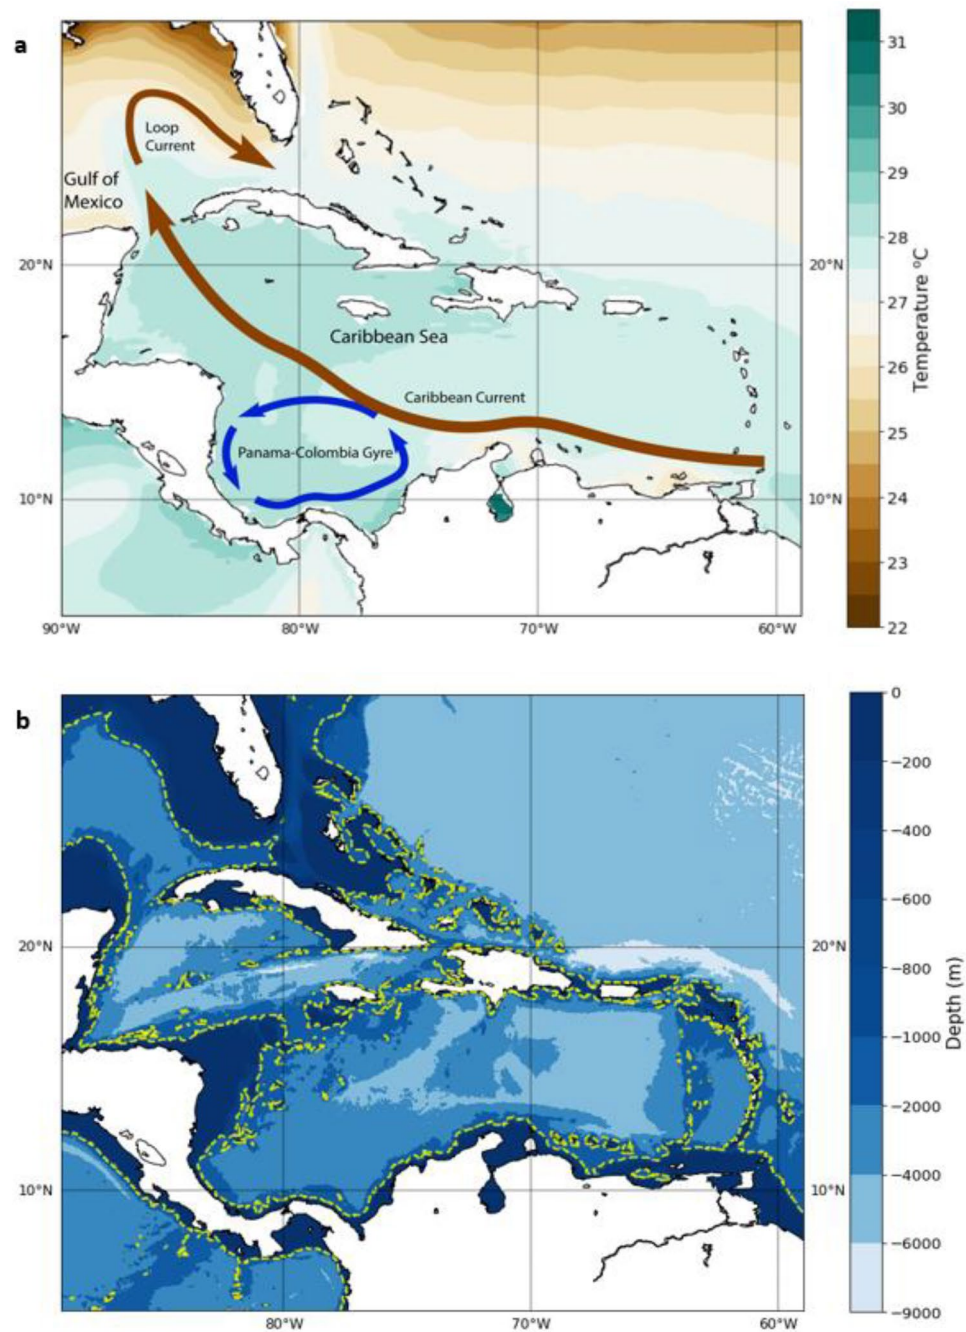 a
Loop
Current
Gulf of
Mexico
Caribbean Sea
Caribbean Current
Panama-Colombia Gyre
20°N
20°N
10°N
10°N
90°W
80°W
70°W
60°W
31
30
29
28
27
26
25
24
23
22
Temperature °C
b
20°N
20°N
10°N
10°N
80°W
70°W
60°W
0
−200
−400
−600
−800
−1000
−2000
−4000
−6000
−9000
Depth (m)